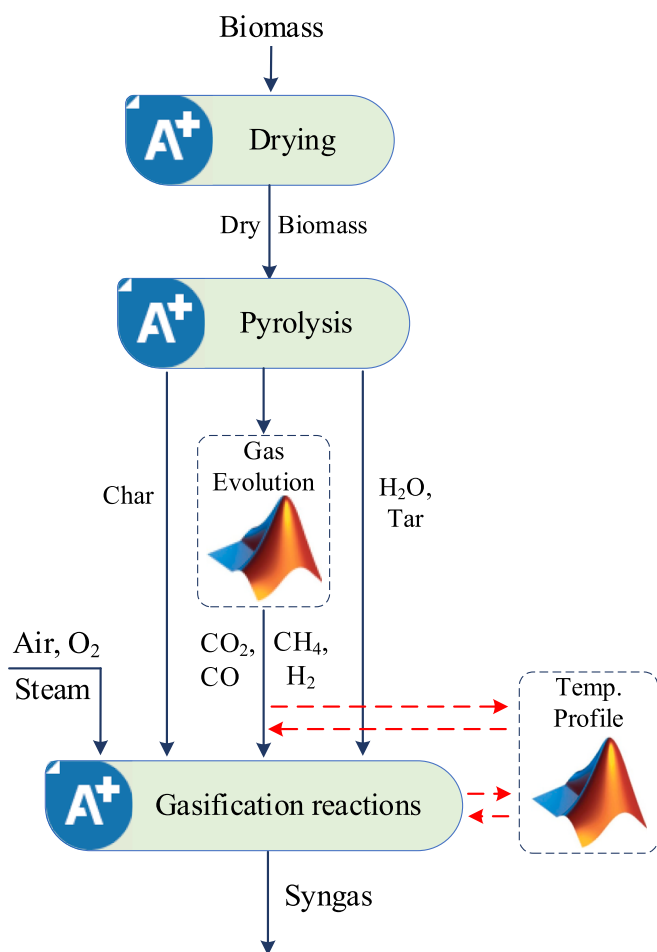 Biomass
A+ Drying
Dry Biomass
A+ Pyrolysis
Gas
Evolution
Char
H₂O,
Tar
Air, O₂
Steam
CO₂, CH₄,
CO H₂
Temp.
Profile
A+ Gasification reactions
Syngas